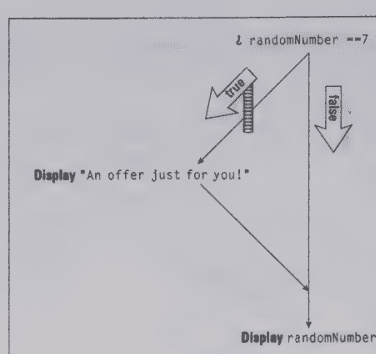 ¿ randomNumber ==7
true
false
Display "An offer just for you!"
Display randomNumber